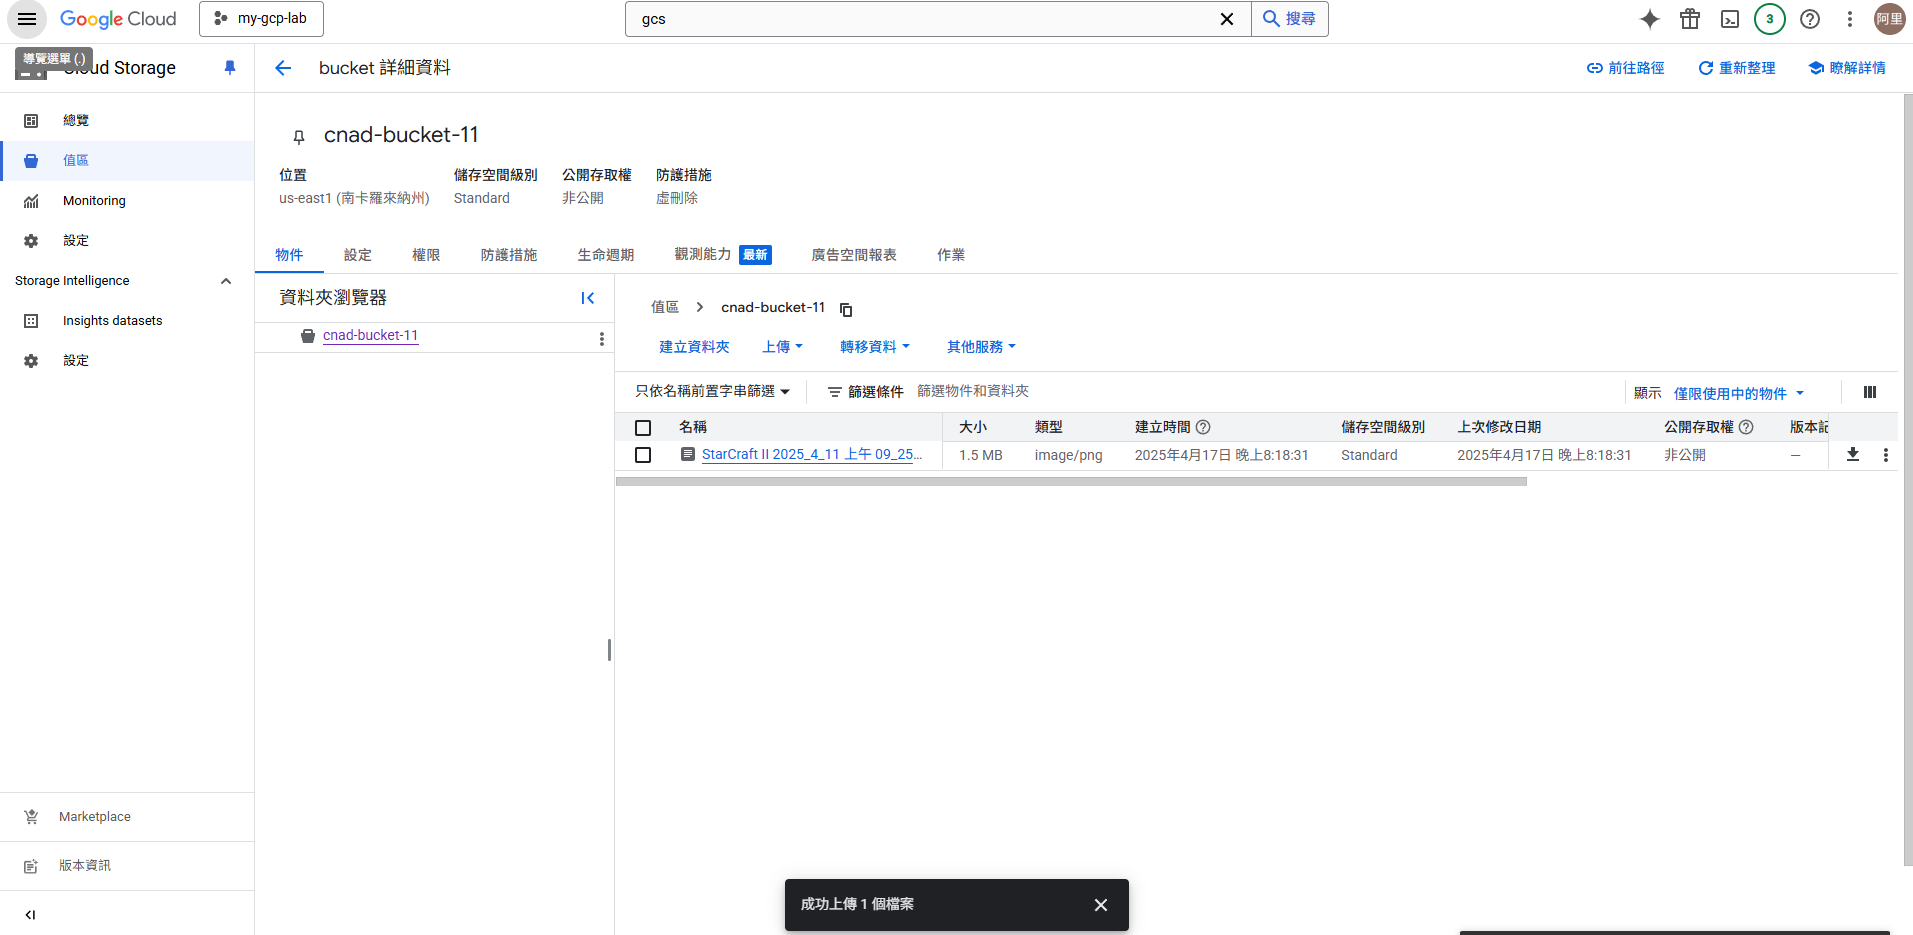 Google Cloud
my-gcp-lab
gcs
搜尋
3
阿里
導覽選單 (.)
Cloud Storage
bucket 詳細資料
前往路徑
重新整理
瞭解詳情
總覽
值區
Monitoring
設定
Storage Intelligence
Insights datasets
設定
Marketplace
版本資訊
cnad-bucket-11
位置
儲存空間級別
公開存取權
防護措施
us-east1 (南卡羅來納州)
Standard
非公開
虛刪除
物件
設定
權限
防護措施
生命週期
觀測能力 最新
廣告空間報表
作業
資料夾瀏覽器
cnad-bucket-11
值區
cnad-bucket-11
建立資料夾
上傳
轉移資料
其他服務
只依名稱前置字串篩選
篩選條件
篩選物件和資料夾
顯示
僅限使用中的物件
名稱
大小
類型
建立時間
儲存空間級別
上次修改日期
公開存取權
版本記
StarCraft II 2025_4_11 上午 09_25...
1.5 MB
image/png
2025年4月17日 晚上8:18:31
Standard
2025年4月17日 晚上8:18:31
非公開
—
成功上傳 1 個檔案